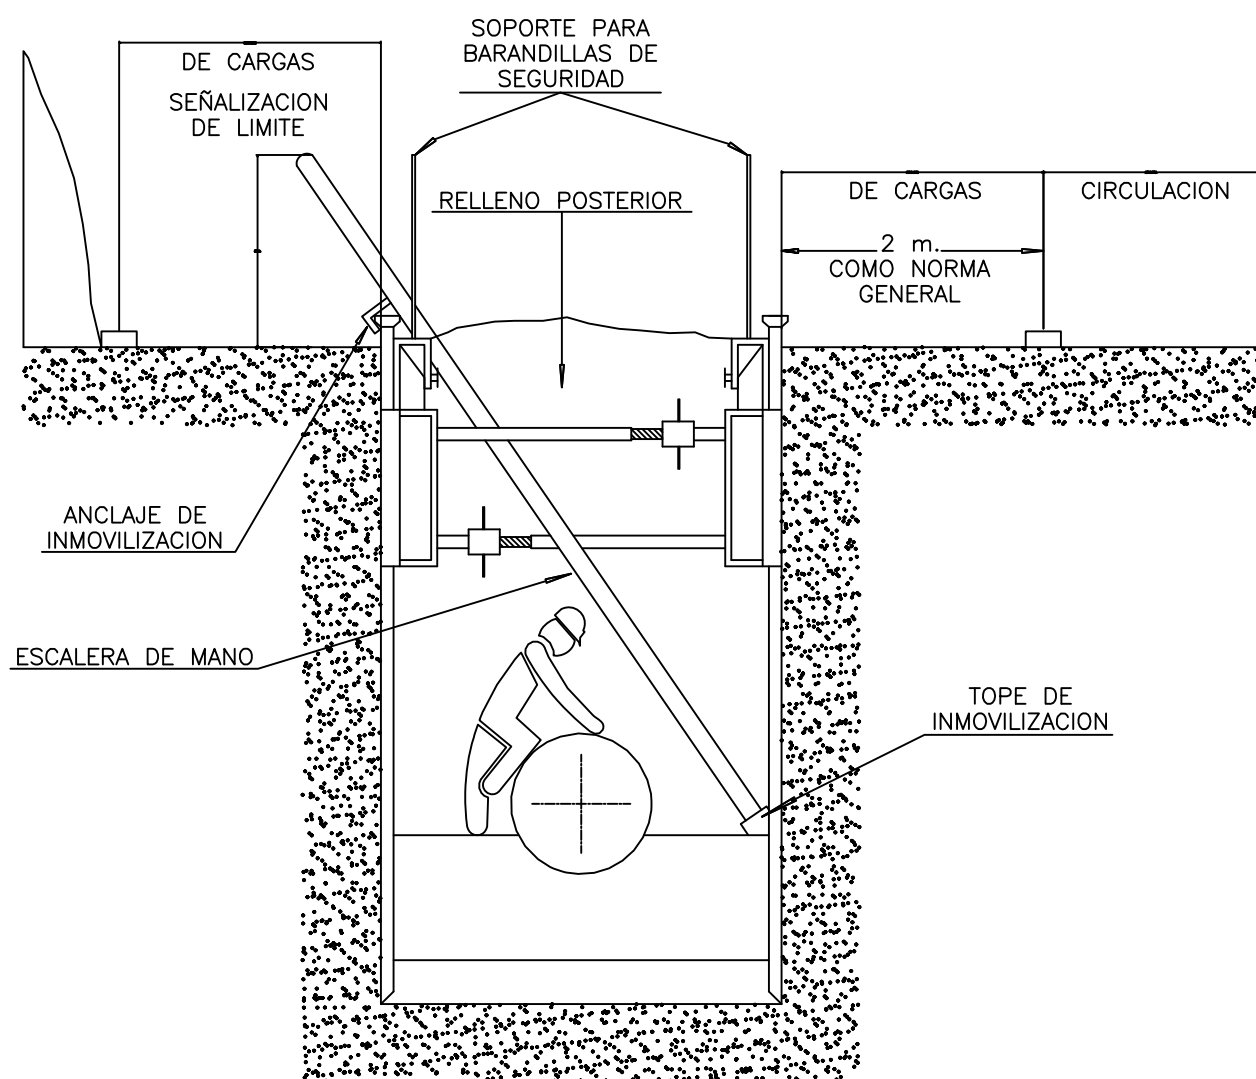 SOPORTE PARA
BARANDILLAS DE
SEGURIDAD
DE CARGAS
SEÑALIZACION
DE LIMITE
RELLENO POSTERIOR
DE CARGAS
CIRCULACION
2 m.
COMO NORMA
GENERAL
ANCLAJE DE
INMOVILIZACION
ESCALERA DE MANO
TOPE DE
INMOVILIZACION